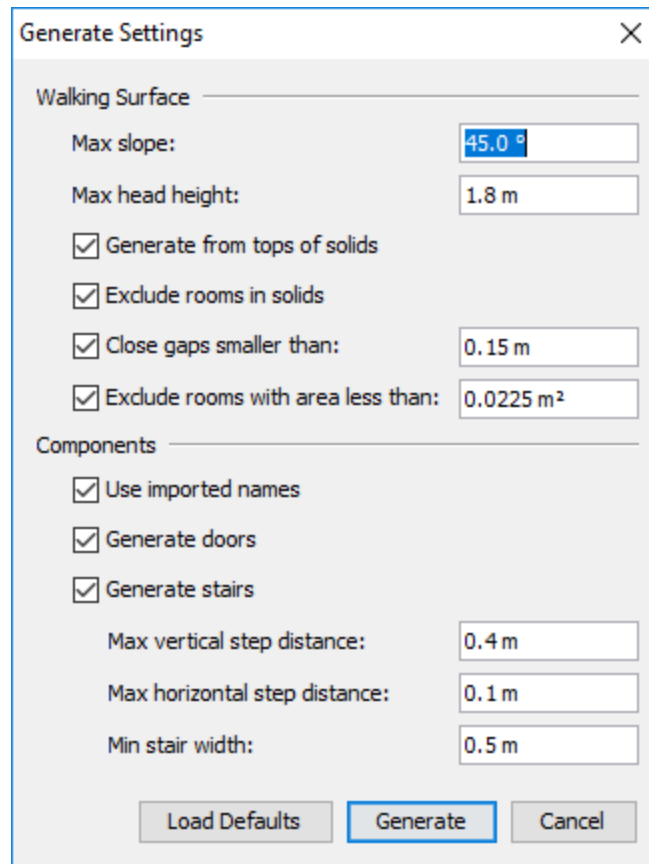 Generate Settings
Walking Surface
Max slope: 45.0 °
Max head height: 1.8 m
Generate from tops of solids
Exclude rooms in solids
Close gaps smaller than: 0.15 m
Exclude rooms with area less than: 0.0225 m²
Components
Use imported names
Generate doors
Generate stairs
Max vertical step distance: 0.4 m
Max horizontal step distance: 0.1 m
Min stair width: 0.5 m
Load Defaults Generate Cancel